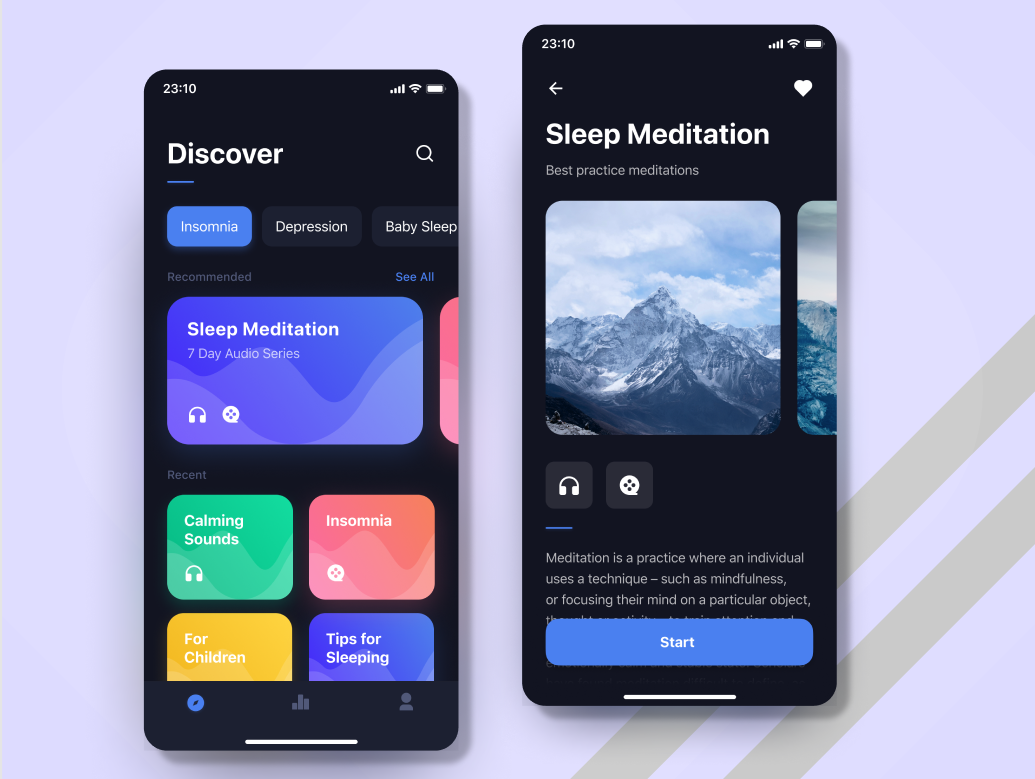 23:10
Discover
Insomnia
Depression
Baby Sleep
Recommended
See All
Sleep Meditation
7 Day Audio Series
Recent
Calming
Sounds
Insomnia
For
Children
Tips for
Sleeping
23:10
Sleep Meditation
Best practice meditations
Meditation is a practice where an individual
uses a technique – such as mindfulness,
or focusing their mind on a particular object,
Start